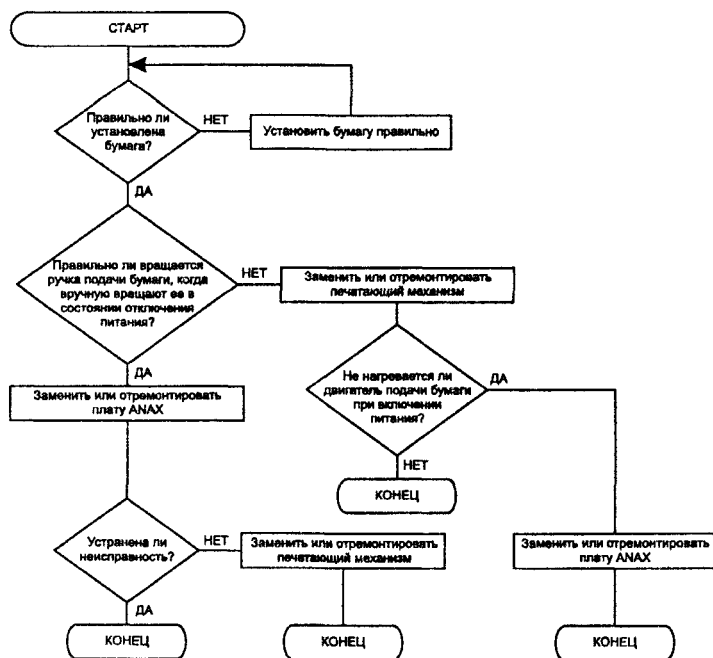 СТАРТ
Правильно ли
установлена
бумага?
НЕТ
Установить бумагу правильно
ДА
Правильно ли вращается
ручка подачи бумаги, когда
вручную вращают ее в
состоянии отключения
питания?
НЕТ
Заменить или отремонтировать
печатающий механизм
ДА
Заменить или отремонтировать
плату ANAX
Не нагревается ли
двигатель подачи бумаги
при включении
питания?
ДА
НЕТ
КОНЕЦ
Устранена ли
неисправность?
НЕТ
Заменить или отремонтировать
печатающий механизм
Заменить или отремонтировать
плату ANAX
ДА
КОНЕЦ
КОНЕЦ
КОНЕЦ